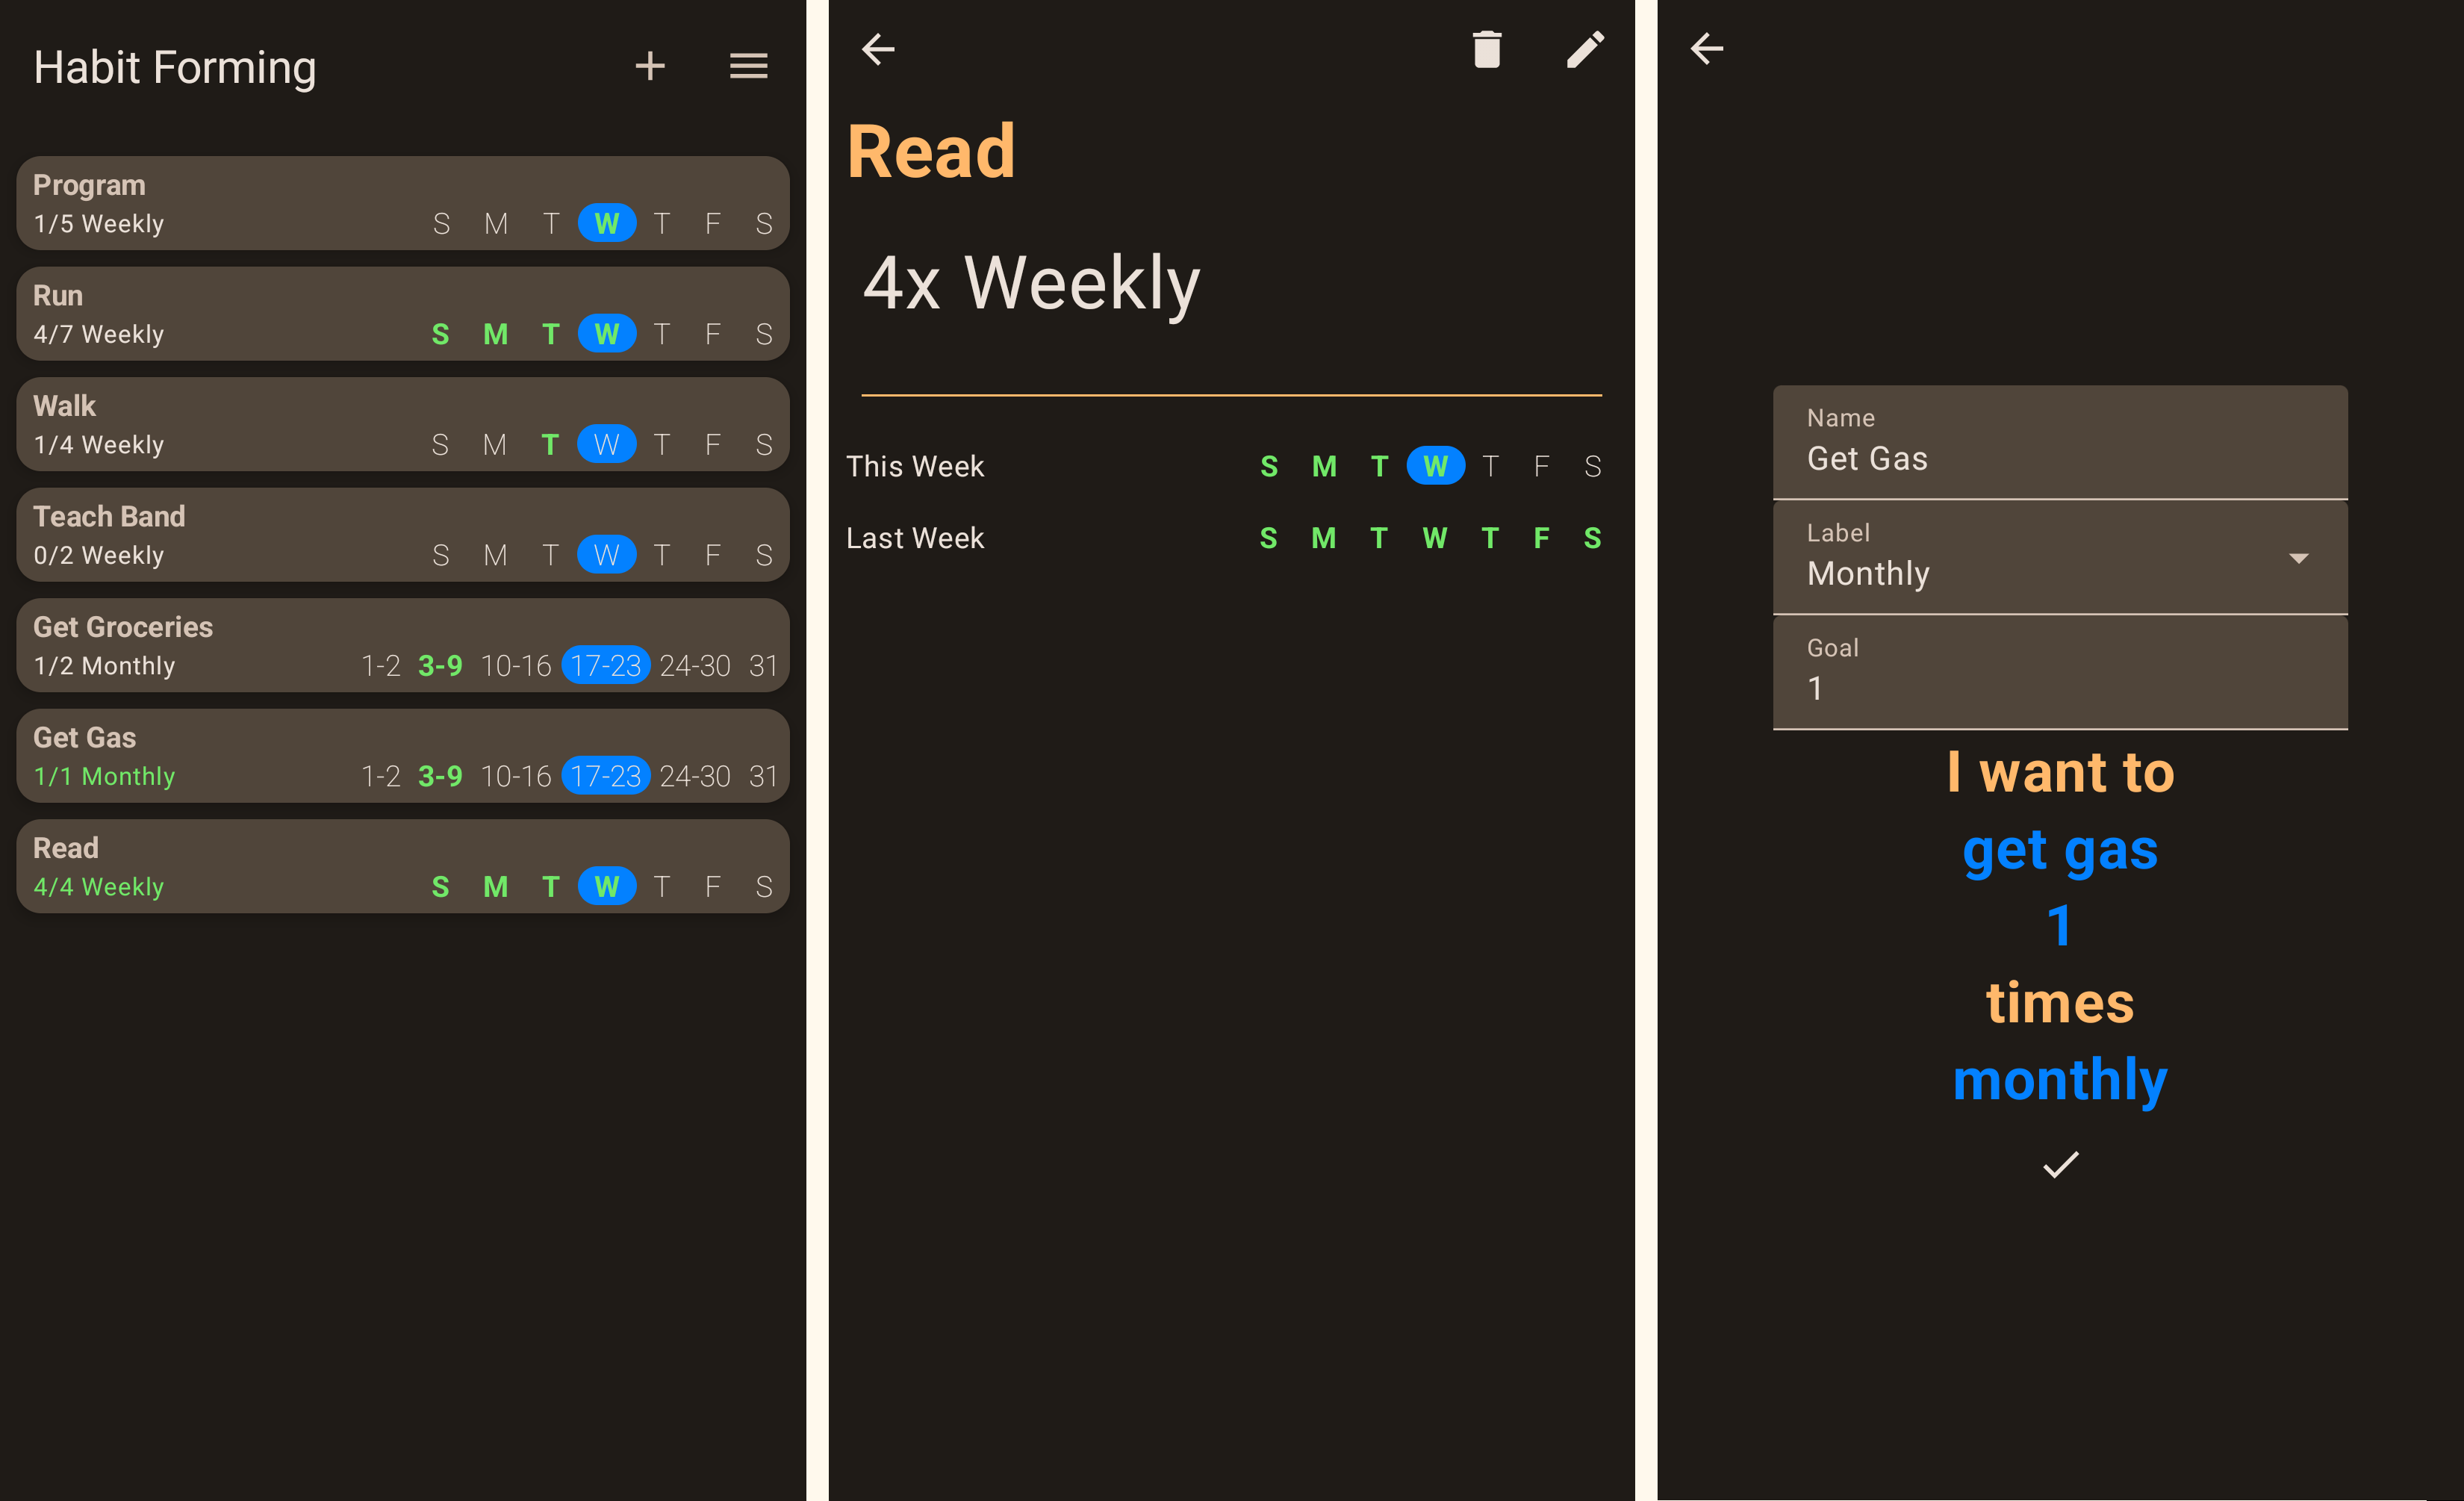 Habit Forming
Program
1/5 Weekly S M T W T F S
Run
4/7 Weekly S M T W T F S
Walk
1/4 Weekly S M T W T F S
Teach Band
0/2 Weekly S M T W T F S
Get Groceries
1/2 Monthly 1-2 3-9 10-16 17-23 24-30 31
Get Gas
1/1 Monthly 1-2 3-9 10-16 17-23 24-30 31
Read
4/4 Weekly S M T W T F S
Read
4x Weekly
This Week S M T W T F S
Last Week S M T W T F S
Name
Get Gas
Label
Monthly
Goal
1
I want to
get gas
1
times
monthly